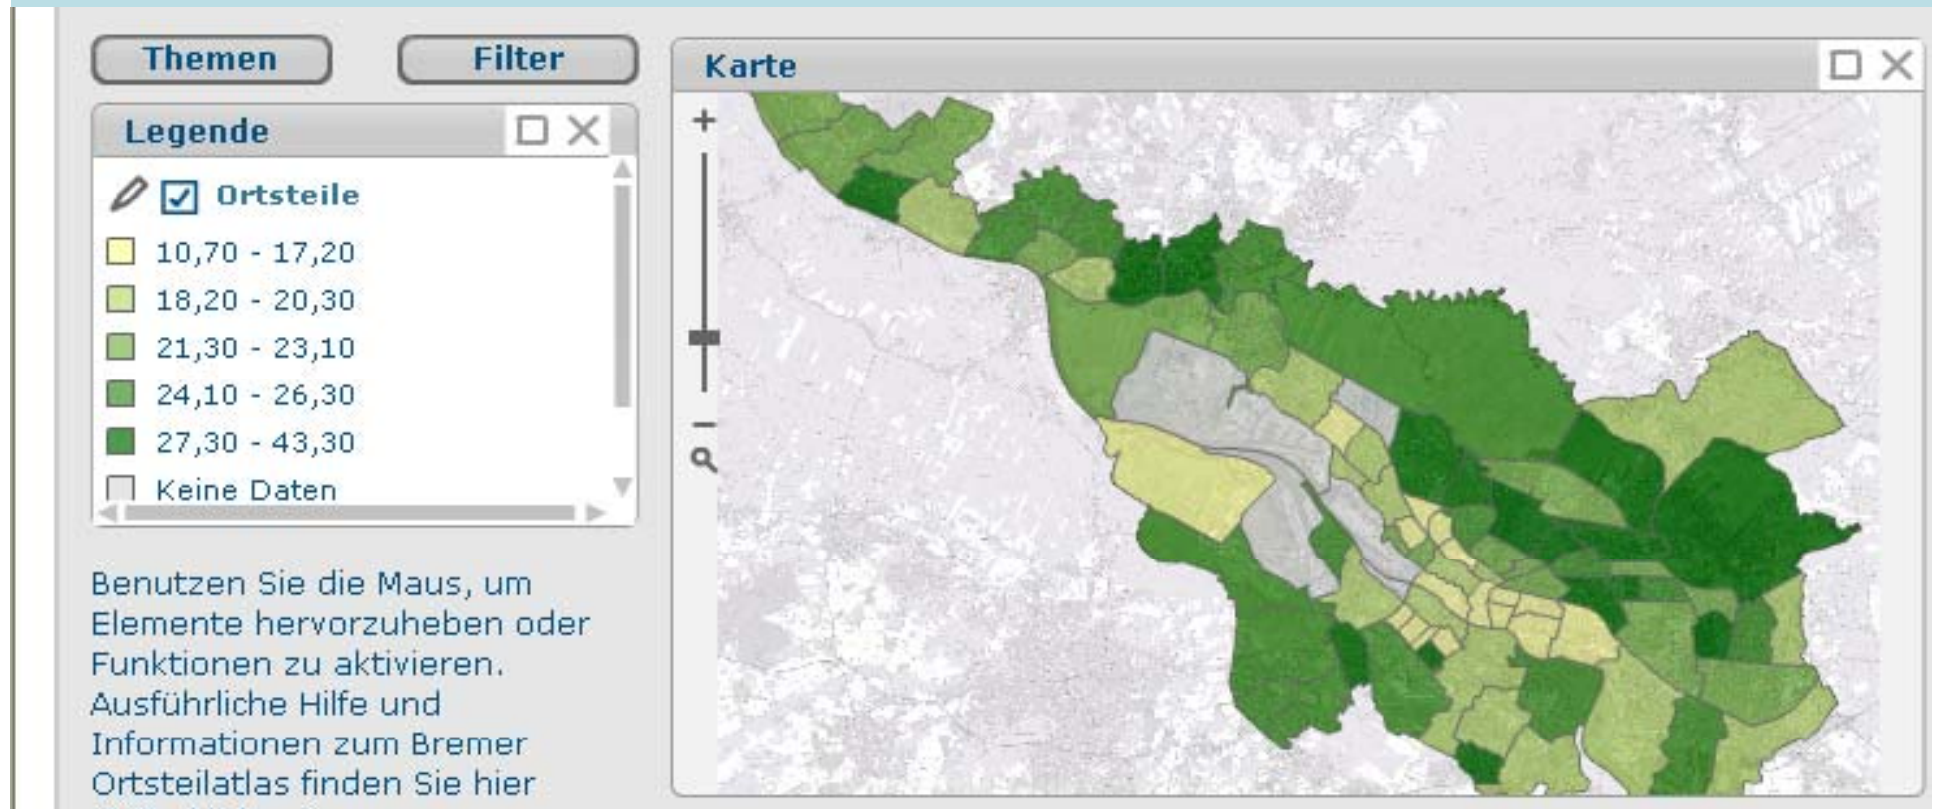 Themen
Filter
Legende
Ortsteile
10,70 - 17,20
18,20 - 20,30
21,30 - 23,10
24,10 - 26,30
27,30 - 43,30
Keine Daten
Benutzen Sie die Maus, um
Elemente hervorzuheben oder
Funktionen zu aktivieren.
Ausführliche Hilfe und
Informationen zum Bremer
Ortsteilatlas finden Sie hier
Karte